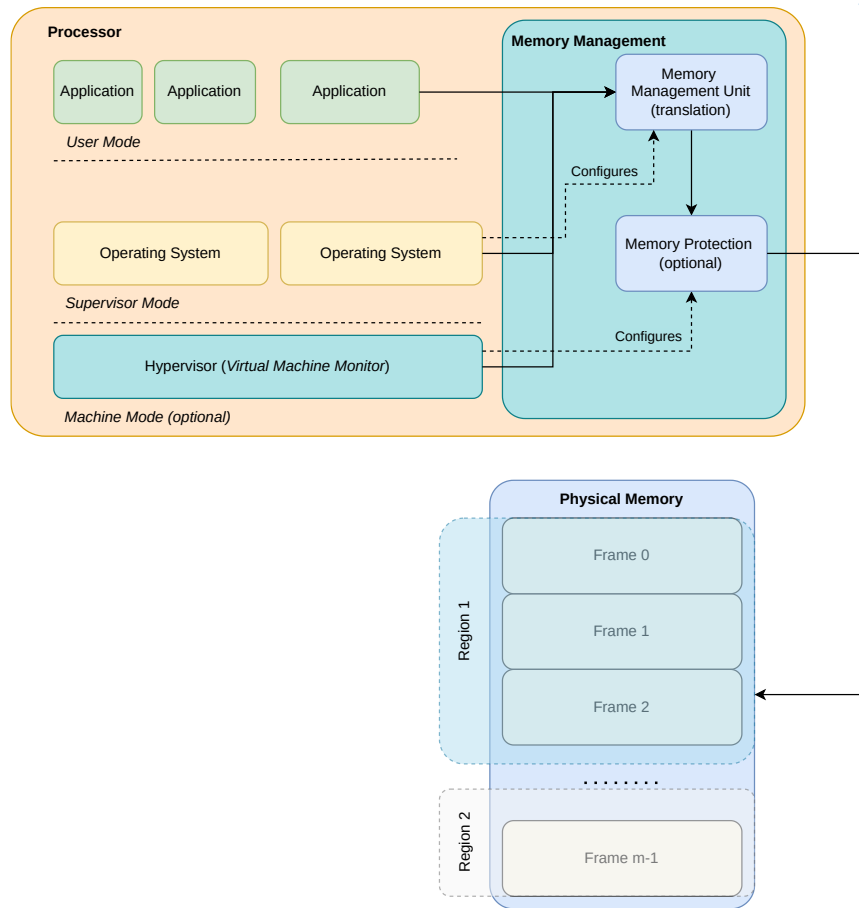 Processor
Memory Management
Application
Application
Application
Memory
Management Unit
(translation)
User Mode
Configures
Operating System
Operating System
Memory Protection
(optional)
Supervisor Mode
Configures
Hypervisor (Virtual Machine Monitor)
Machine Mode (optional)
Physical Memory
Region 1
Frame 0
Frame 1
Frame 2
........
Region 2
Frame m-1